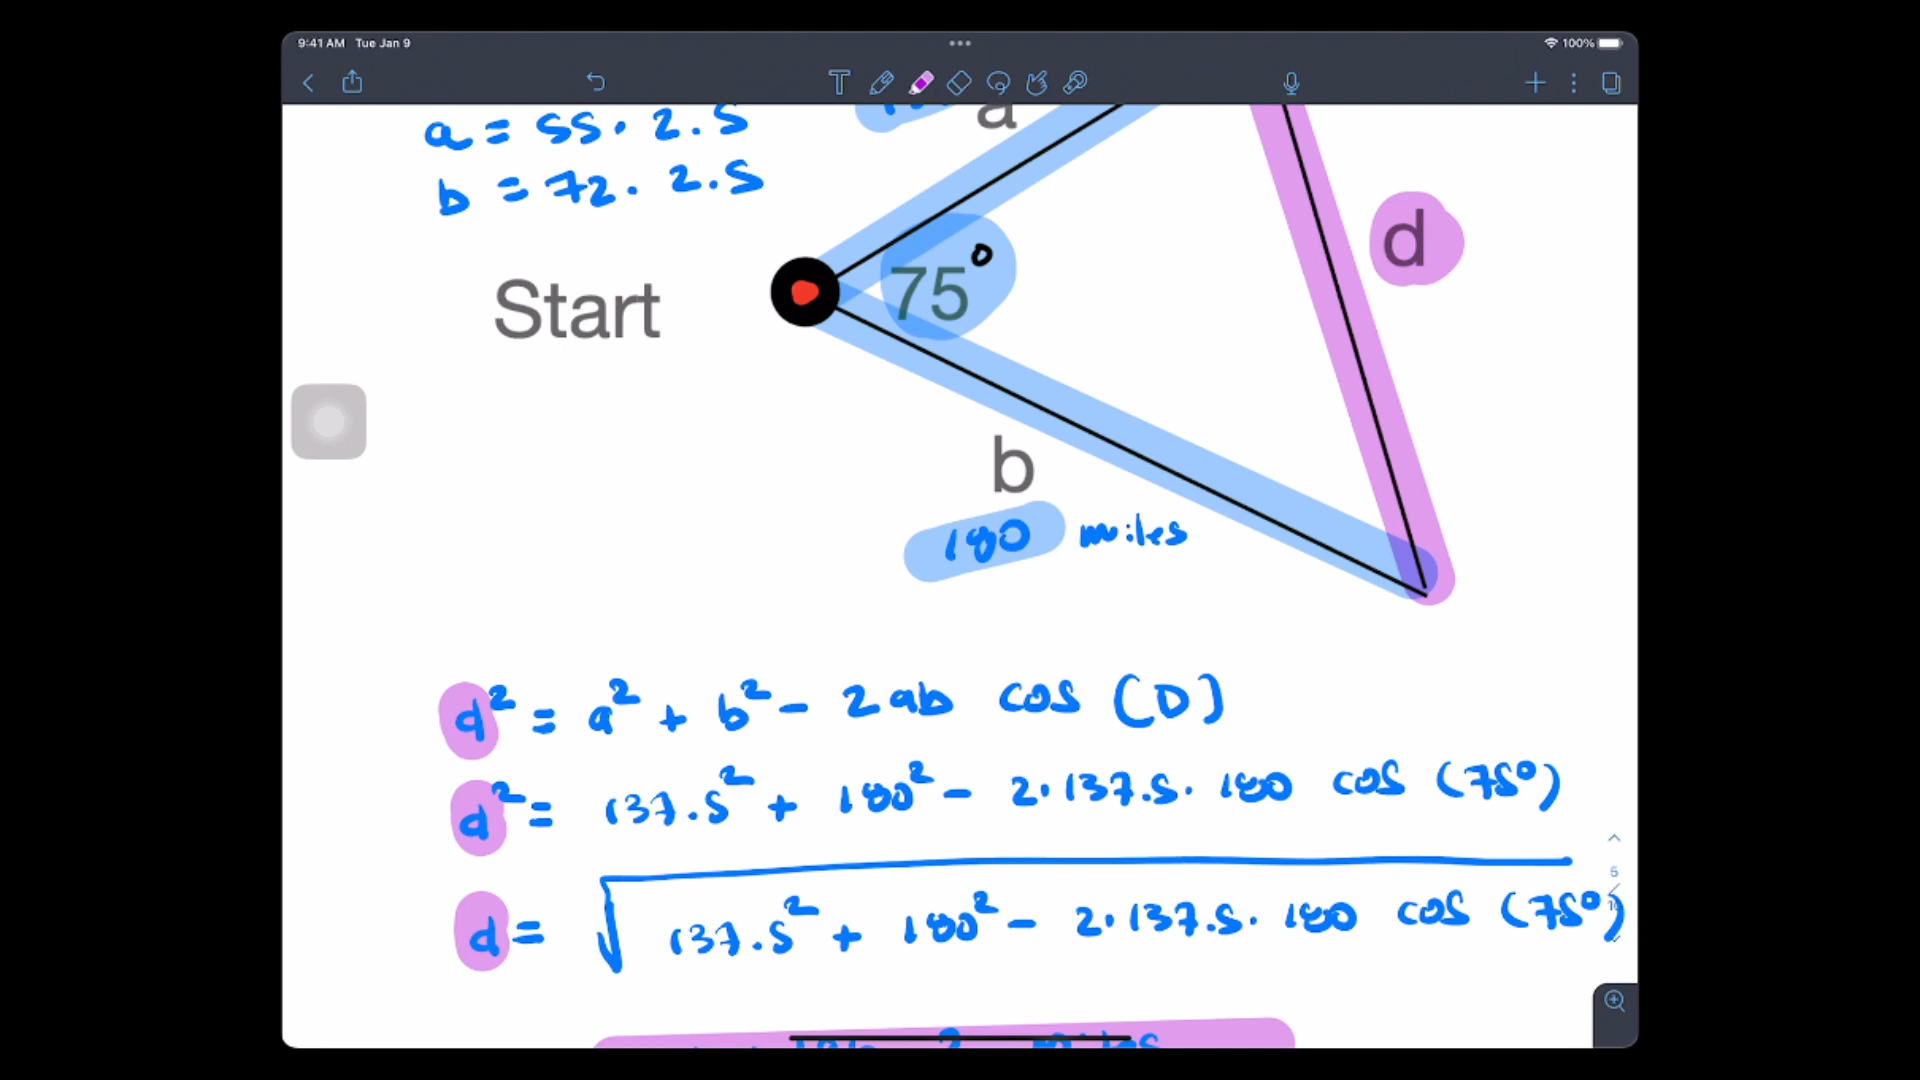 9:41 AM Tue Jan 9
100%
a = 55 · 2.5
b = 72 · 2.5
a
d
75°
Start
b
180 miles
d² = a² + b² - 2ab cos (D)
d² = 137.5² + 180² - 2·137.5·180 cos (75°)
5
d = √137.5² + 180² - 2·137.5·180 cos (75°)
miles